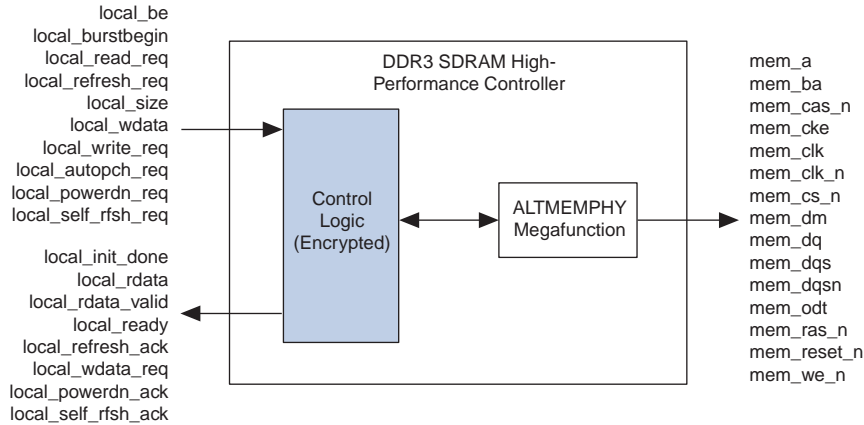 local_be
local_burstbegin
local_read_req
local_refresh_req
local_size
local_wdata
local_write_req
local_autopch_req
local_powerdn_req
local_self_rfsh_req
local_init_done
local_rdata
local_rdata_valid
local_ready
local_refresh_ack
local_wdata_req
local_powerdn_ack
local_self_rfsh_ack
DDR3 SDRAM High-
Performance Controller
Control
Logic
(Encrypted)
ALTMEMPHY
Megafunction
mem_a
mem_ba
mem_cas_n
mem_cke
mem_clk
mem_clk_n
mem_cs_n
mem_dm
mem_dq
mem_dqs
mem_dqsn
mem_odt
mem_ras_n
mem_reset_n
mem_we_n